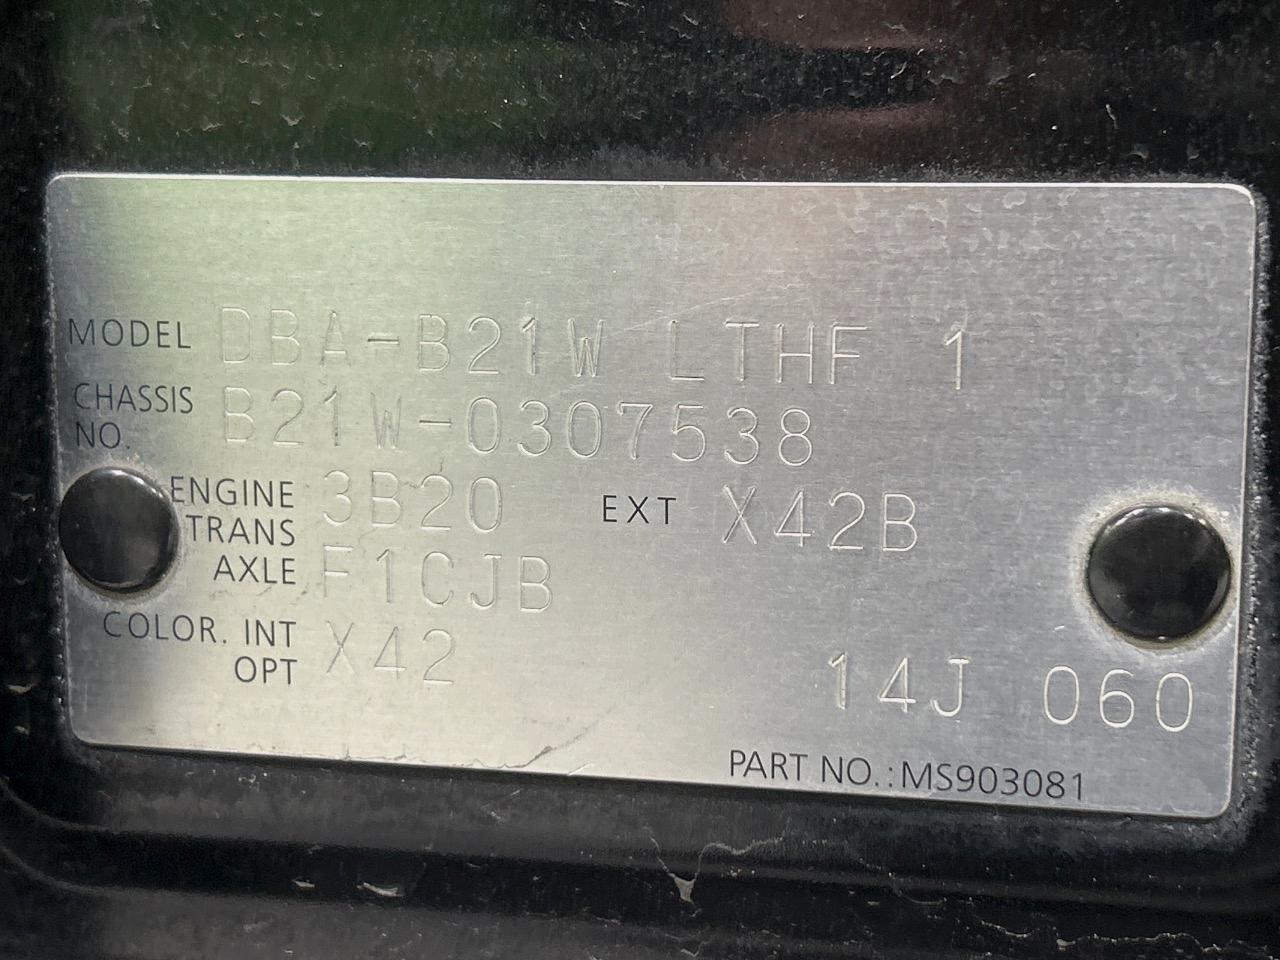 MODEL DBA-B21W LTHF 1
CHASSIS NO. B21W-0307538
ENGINE 3B20 EXT X42B
TRANS AXLE F1CJB
COLOR. INT X42
OPT 14J 060
PART NO.:MS903081